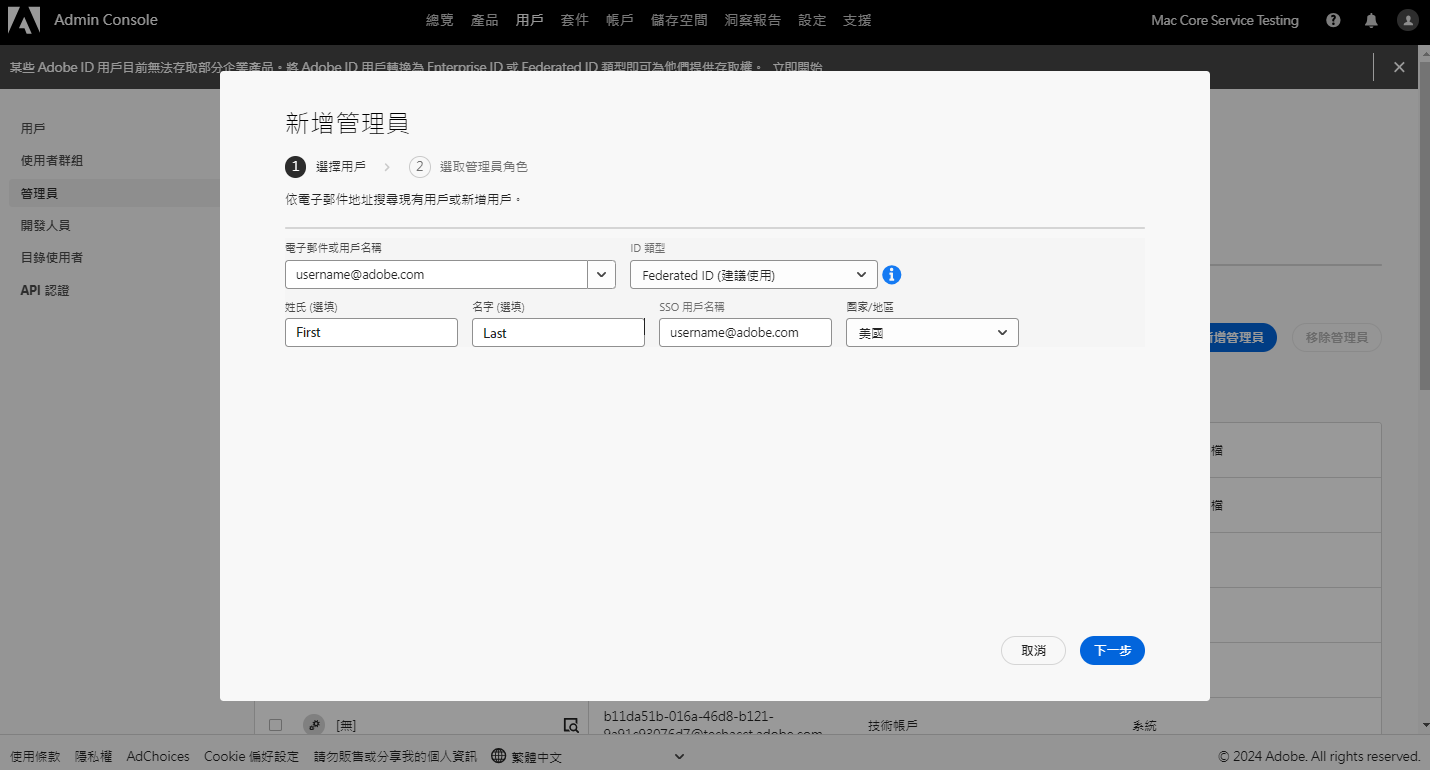 Admin Console 總覽 產品 用戶 套件 帳戶 儲存空間 洞察報告 設定 支援 Mac Core Service Testing
某些 Adobe ID 用戶目前無法存取部分企業產品。將 Adobe ID 用戶轉換為 Enterprise ID 或 Federated ID 類型即可為他們提供存取權。 立即開始
用戶
使用者群組
管理員
開發人員
目錄使用者
API 認證
新增管理員
1 選擇用戶 2 選取管理員角色
依電子郵件地址搜尋現有用戶或新增用戶。
電子郵件或用戶名稱 ID 類型
username@adobe.com Federated ID (建議使用)
姓氏 (選填) 名字 (選填) SSO 用戶名稱 國家/地區
First Last username@adobe.com 美國
取消 下一步
新增管理員 移除管理員
檔
檔
[無] b11da51b-016a-46d8-b121- 技術帳戶 系統
9a91c93076d7@techacct.adobe.com
使用條款 隱私權 AdChoices Cookie 偏好設定 請勿販售或分享我的個人資訊 繁體中文 © 2024 Adobe. All rights reserved.